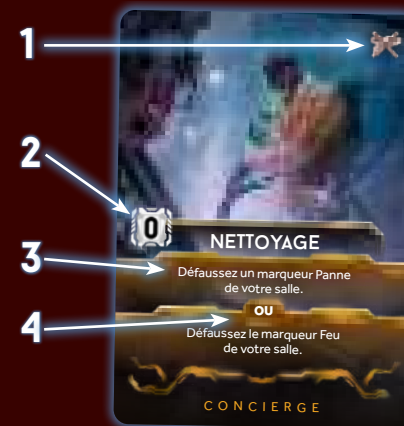 1
2
3
4
0
NETTOYAGE
Défaussez un marqueur Panne
de votre salle.
OU
Défaussez le marqueur Feu
de votre salle.
CONCIERGE